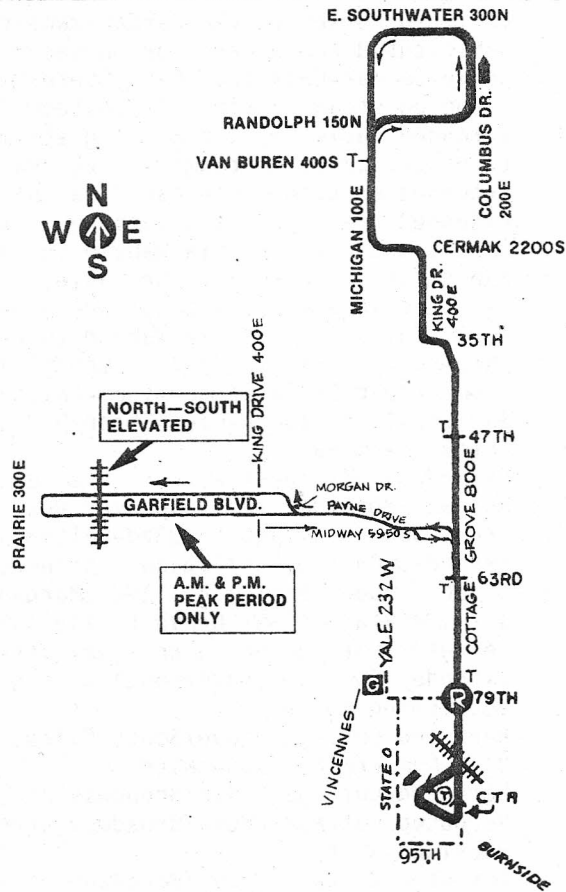 E. SOUTHWATER 300N
RANDOLPH 150N
COLUMBUS DR.
200E
VAN BUREN 400S T
N
W E
S
MICHIGAN 100E
CERMAK 2200S
KING DR.
400E
35TH
KING DRIVE 400E
NORTH—SOUTH
ELEVATED
T
47TH
PRAIRIE 300E
GARFIELD BLVD.
MORGAN DR.
PAYNE DRIVE
MIDWAY 5950S
COTTAGE GROVE 800E
A.M. & P.M.
PEAK PERIOD
ONLY
63RD
T
YALE 232W
T
G
R
79TH
VINCENNES
STATE 0
T
CTA
95TH
BURNSIDE